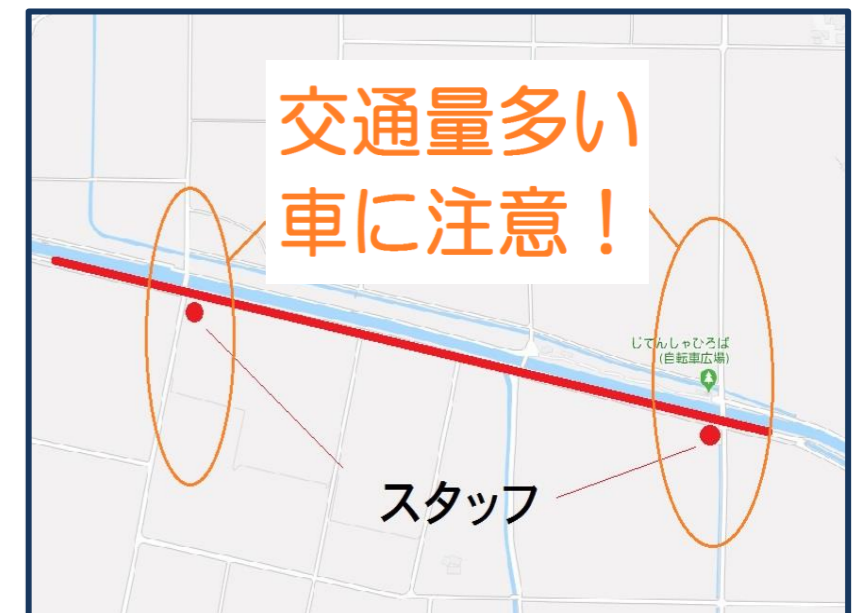 交通量多い
車に注意！
じてんしゃひろば
(自転車広場)
スタッフ